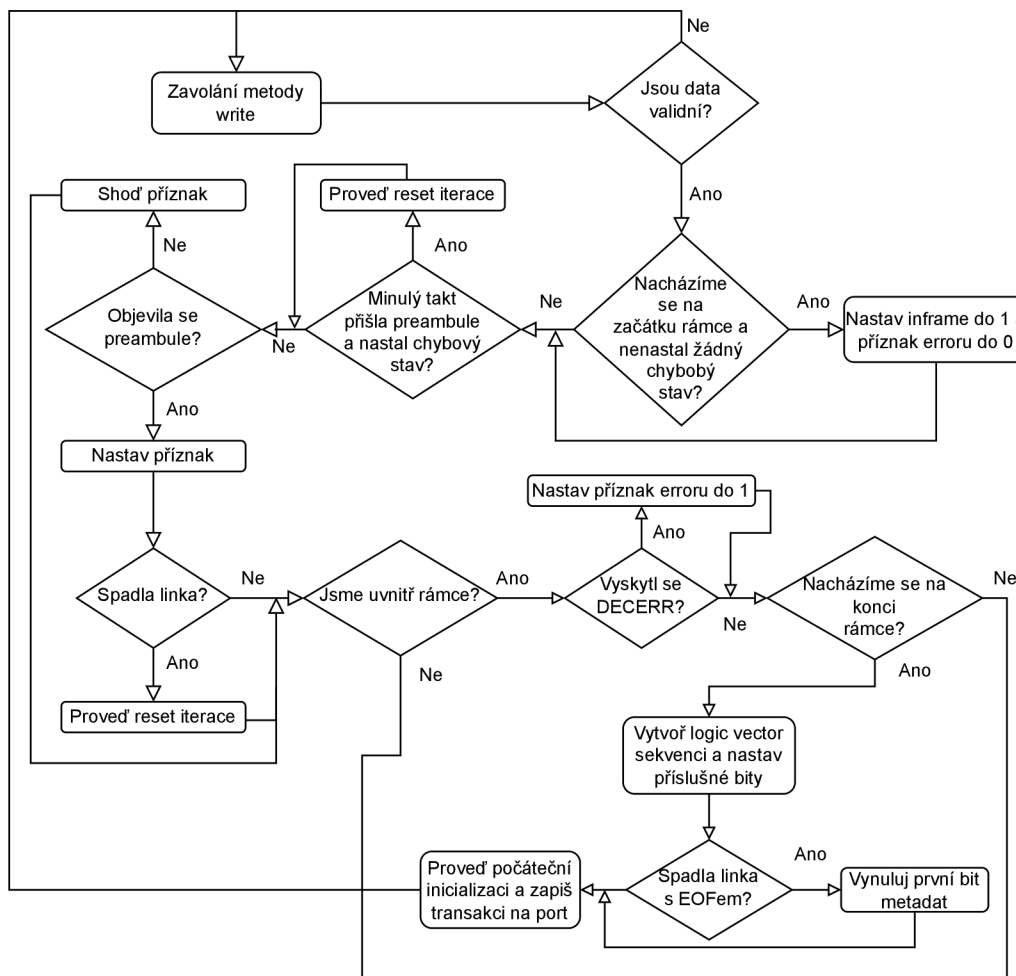 Ne
Zavolání metody
write
Jsou data
validní?
Ano
Shoď příznak
Proveď reset iterace
Ne
Ano
Objevila se
preambule?
Ne
Minulý takt
přišla preambule
a nastal chybový
stav?
Ne
Nacházíme
se na
začátku rámce a
nenastal žádný
chybobý
stav?
Ano
Nastav inframe do 1 a
příznak erroru do 0
Ano
Nastav příznak
Nastav příznak erroru do 1
Ano
Spadla linka?
Ne
Jsme uvnitř rámce?
Ano
Vyskytl se
DECERR?
Ne
Nacházíme se na
konci
rámce?
Ne
Ano
Ne
Ano
Proveď reset iterace
Vytvoř logic vector
sekvenci a nastav
příslušné bity
Proveď počáteční
inicializaci a zapiš
transakci na port
Spadla linka
s EOFem?
Ano
Vynuluj první bit
metadat